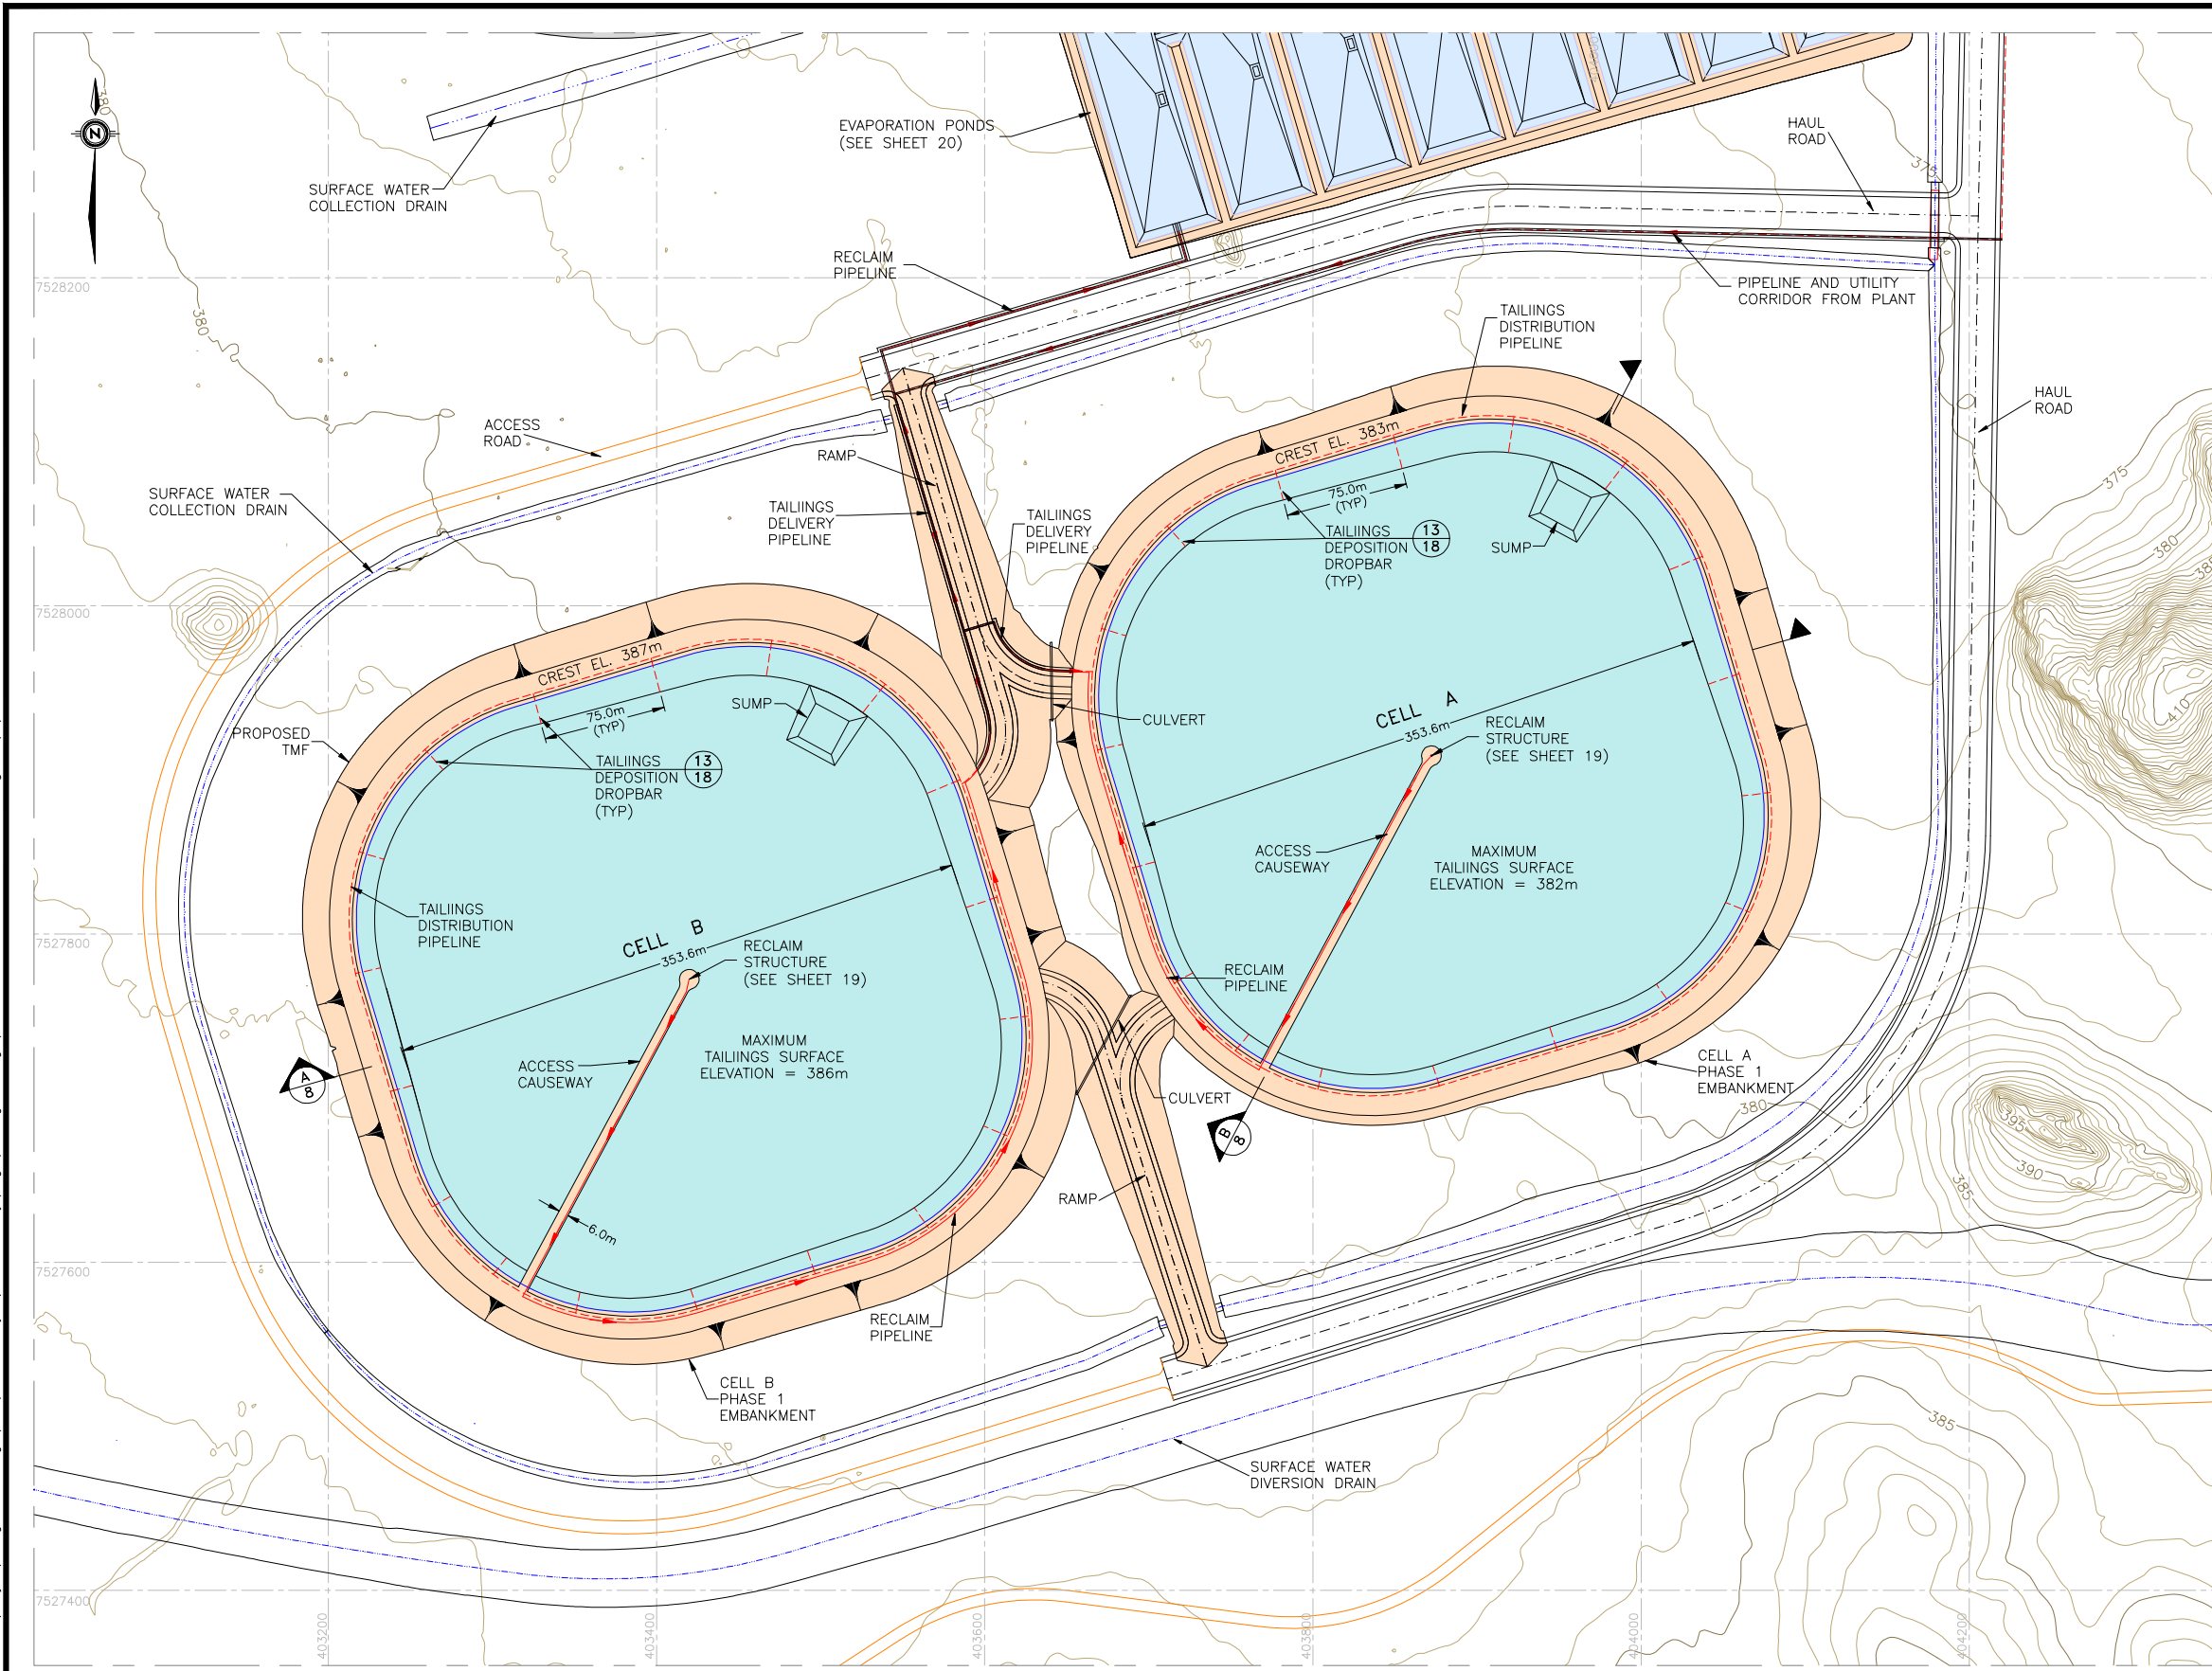 380
N
SURFACE WATER
COLLECTION DRAIN
EVAPORATION PONDS
(SEE SHEET 20)
HAUL
ROAD
375
7528200
380
RECLAIM
PIPELINE
PIPELINE AND UTILITY
CORRIDOR FROM PLANT
TAILIINGS
DISTRIBUTION
PIPELINE
HAUL
ROAD
ACCESS
ROAD
RAMP
CREST EL. 383m
75.0m
(TYP)
375
SURFACE WATER
COLLECTION DRAIN
TAILIINGS
DELIVERY
PIPELINE
TAILIINGS
DELIVERY
PIPELINE
TAILIINGS
DEPOSITION
DROPBAR
(TYP)
13
18
SUMP
380
7528000
CREST EL. 387m
75.0m
(TYP)
SUMP
CULVERT
CELL A
353.6m
RECLAIM
STRUCTURE
(SEE SHEET 19)
410
PROPOSED
TMF
TAILIINGS
DEPOSITION
DROPBAR
(TYP)
13
18
ACCESS
CAUSEWAY
MAXIMUM
TAILIINGS SURFACE
ELEVATION = 382m
TAILIINGS
DISTRIBUTION
PIPELINE
7527800
CELL B
353.6m
RECLAIM
STRUCTURE
(SEE SHEET 19)
RECLAIM
PIPELINE
ACCESS
CAUSEWAY
MAXIMUM
TAILIINGS SURFACE
ELEVATION = 386m
A
8
CULVERT
B
8
CELL A
PHASE 1
EMBANKMENT
380
395
390
385
RAMP
6.0m
7527600
RECLAIM
PIPELINE
CELL B
PHASE 1
EMBANKMENT
385
SURFACE WATER
DIVERSION DRAIN
7527400
403200
403400
403600
403800
404000
404200